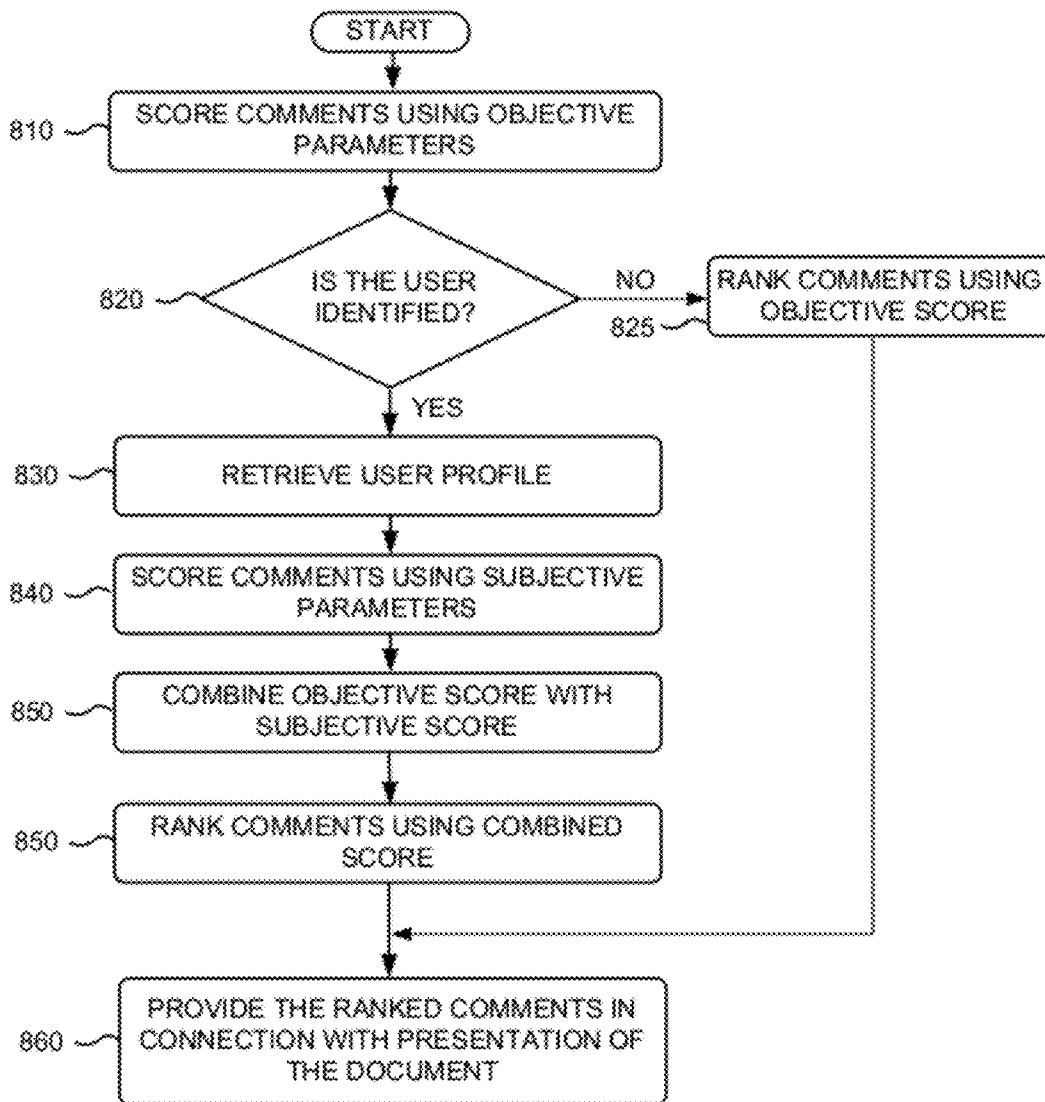 START
810
SCORE COMMENTS USING OBJECTIVE
PARAMETERS
820
IS THE USER
IDENTIFIED?
NO
825
RANK COMMENTS USING
OBJECTIVE SCORE
YES
830
RETRIEVE USER PROFILE
840
SCORE COMMENTS USING SUBJECTIVE
PARAMETERS
850
COMBINE OBJECTIVE SCORE WITH
SUBJECTIVE SCORE
850
RANK COMMENTS USING COMBINED
SCORE
860
PROVIDE THE RANKED COMMENTS IN
CONNECTION WITH PRESENTATION OF
THE DOCUMENT